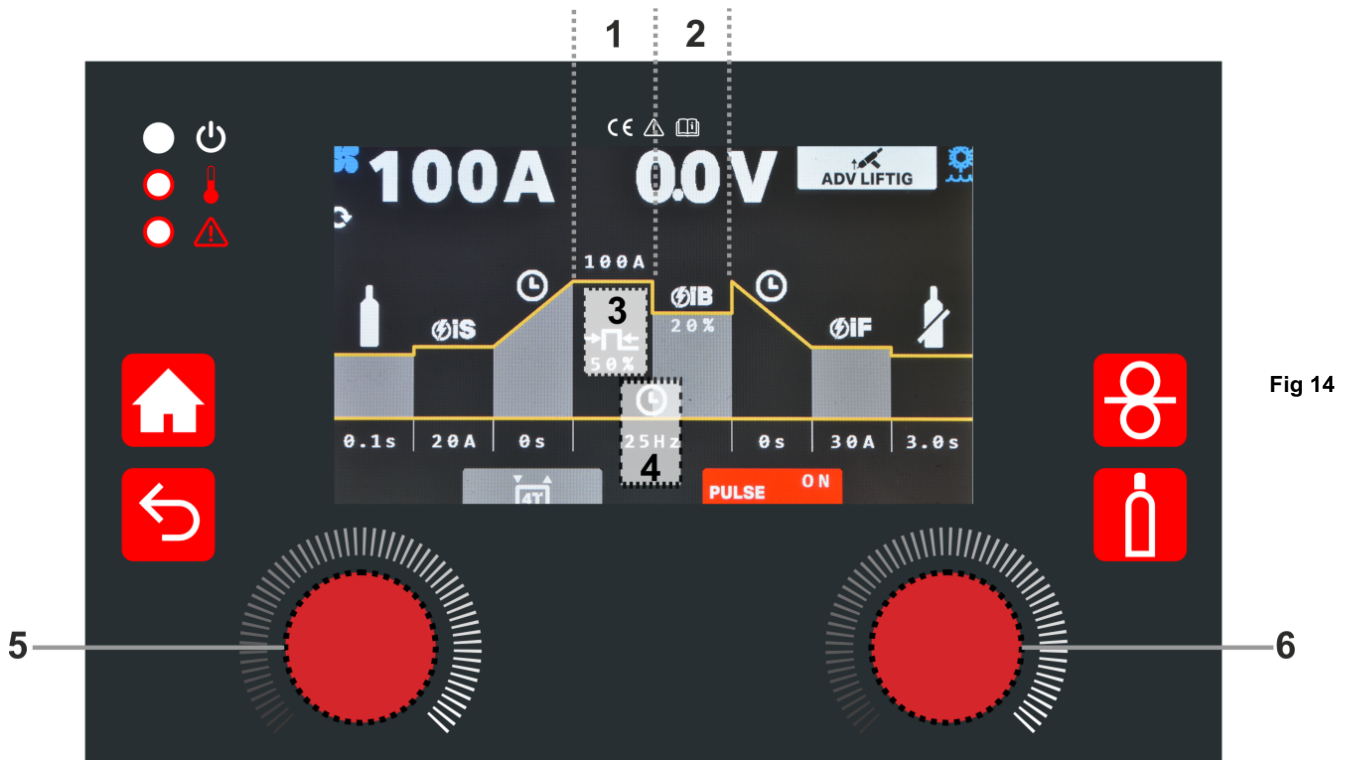 1 2
CE
100A 0.0V ADV LIFTIG
100A
3 iB
iS 20% iF
50%
0.1s 20A 0s 25Hz 0s 30A 3.0s
4
4T PULSE ON
5 6
Fig 14